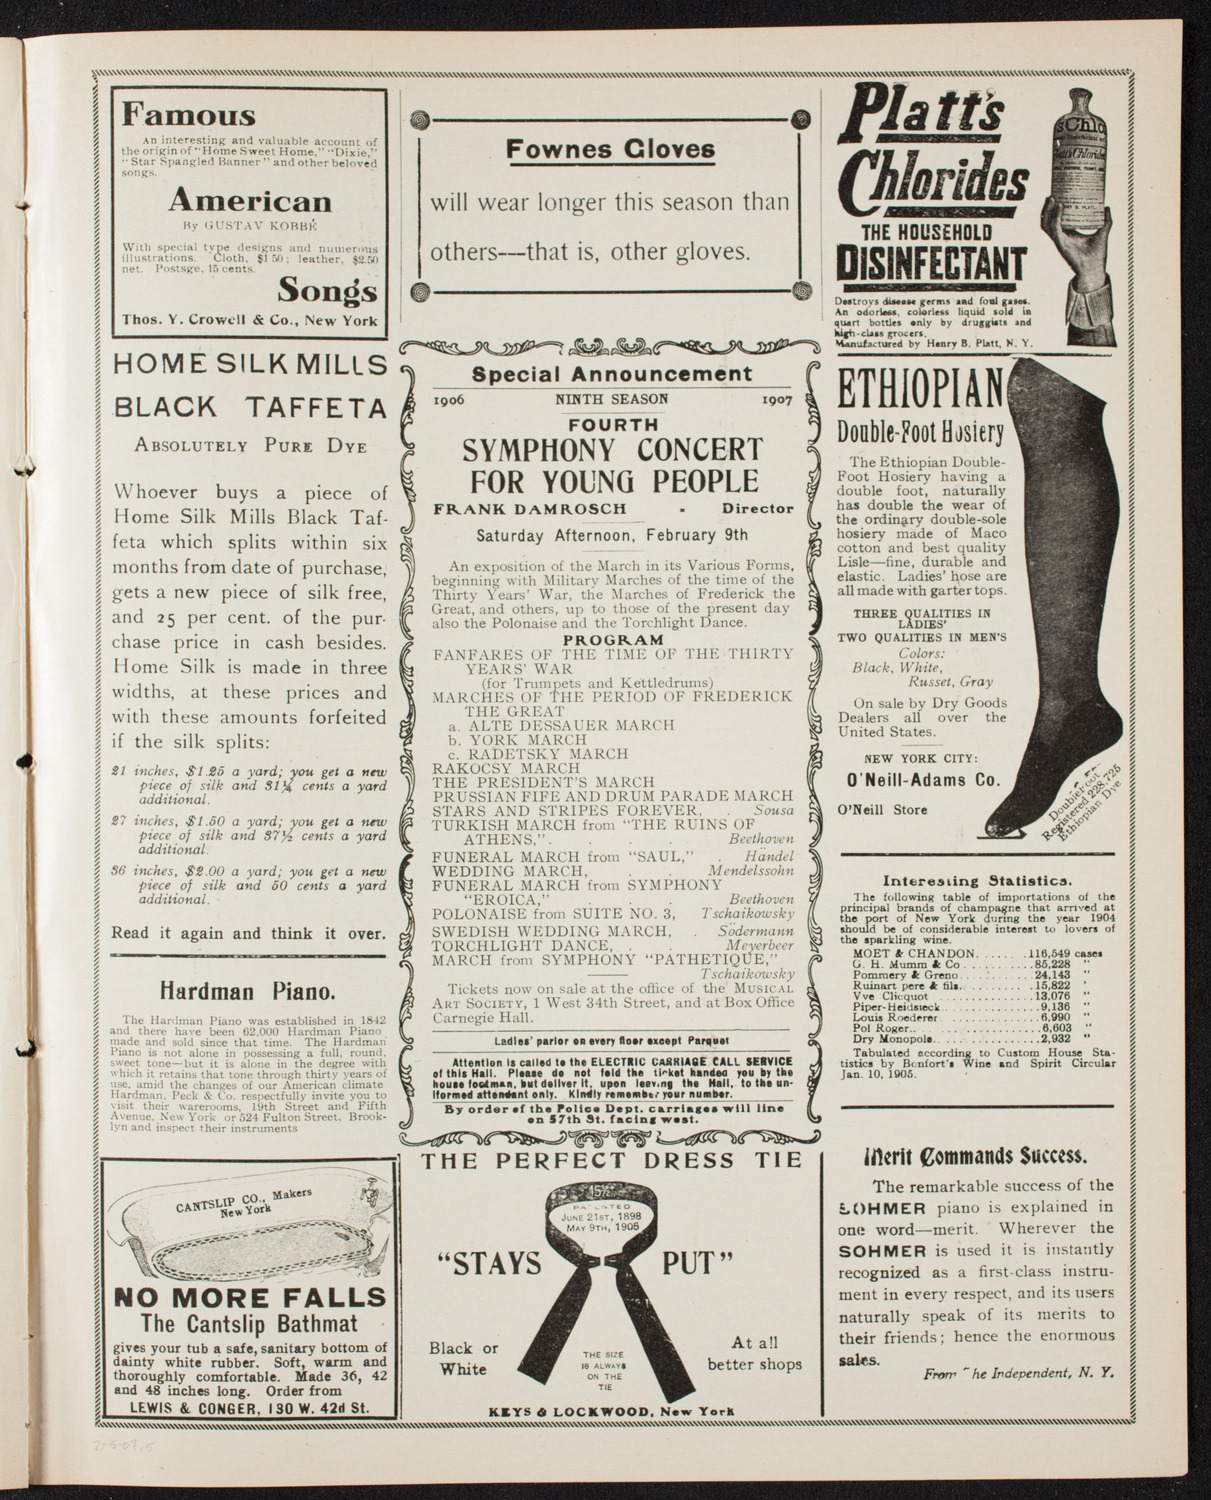 Famous
An interesting and valuable account of
the origin of "Home Sweet Home," "Dixie,"
"Star Spangled Banner" and other beloved
songs.
American
By GUSTAV KOBBÉ
With special type designs and numerous
illustrations. Cloth, $1 50; leather, $2.50
net. Postsge, 15 cents.
Songs
Thos. Y. Crowell & Co., New York
HOME SILK MILLS
BLACK TAFFETA
ABSOLUTELY PURE DYE
Whoever buys a piece of
Home Silk Mills Black Taf-
feta which splits within six
months from date of purchase,
gets a new piece of silk free,
and 25 per cent. of the pur-
chase price in cash besides.
Home Silk is made in three
widths, at these prices and
with these amounts forfeited
if the silk splits:
21 inches, $1.25 a yard; you get a new
piece of silk and 31¼ cents a yard
additional.
27 inches, $1.50 a yard; you get a new
piece of silk and 37½ cents a yard
additional.
36 inches, $2.00 a yard; you get a new
piece of silk and 50 cents a yard
additional.
Read it again and think it over.
Hardman Piano.
The Hardman Piano was established in 1842
and there have been 62,000 Hardman Piano
made and sold since that time. The Hardman
Piano is not alone in possessing a full, round,
sweet tone—but it is alone in the degree with
which it retains that tone through thirty years of
use, amid the changes of our American climate
Hardman, Peck & Co. respectfully invite you to
visit their warerooms, 19th Street and Fifth
Avenue, New York or 524 Fulton Street, Brook-
lyn and inspect their instruments
CANTSLIP CO., Makers
New York
NO MORE FALLS
The Cantslip Bathmat
gives your tub a safe, sanitary bottom of
dainty white rubber. Soft, warm and
thoroughly comfortable. Made 36, 42
and 48 inches long. Order from
LEWIS & CONGER, 130 W. 42d St.
Fownes Gloves
will wear longer this season than
others---that is, other gloves.
Special Announcement
1906 NINTH SEASON 1907
FOURTH
SYMPHONY CONCERT
FOR YOUNG PEOPLE
FRANK DAMROSCH - Director
Saturday Afternoon, February 9th
An exposition of the March in its Various Forms,
beginning with Military Marches of the time of the
Thirty Years' War, the Marches of Frederick the
Great, and others, up to those of the present day
also the Polonaise and the Torchlight Dance.
PROGRAM
FANFARES OF THE TIME OF THE THIRTY
YEARS' WAR
(for Trumpets and Kettledrums)
MARCHES OF THE PERIOD OF FREDERICK
THE GREAT
a. ALTE DESSAUER MARCH
b. YORK MARCH
c. RADETSKY MARCH
RAKOCSY MARCH
THE PRESIDENT'S MARCH
PRUSSIAN FIFE AND DRUM PARADE MARCH
STARS AND STRIPES FOREVER, . Sousa
TURKISH MARCH from "THE RUINS OF
ATHENS,". . . . Beethoven
FUNERAL MARCH from "SAUL," . Händel
WEDDING MARCH, . . Mendelssohn
FUNERAL MARCH from SYMPHONY
"EROICA," . . . Beethoven
POLONAISE from SUITE NO. 3, Tschaikowsky
SWEDISH WEDDING MARCH, . Södermann
TORCHLIGHT DANCE, . . Meyerbeer
MARCH from SYMPHONY "PATHETIQUE,"
Tschaikowsky
Tickets now on sale at the office of the MUSICAL
ART SOCIETY, 1 West 34th Street, and at Box Office
Carnegie Hall.
Ladies' parlor on every floor except Parquet
Attention is called to the ELECTRIC CARRIAGE CALL SERVICE
of this Hall. Please do not fold the ticket handed you by the
house footman, but deliver it, upon leaving the Hall, to the un-
iformed attendant only. Kindly remember your number.
By order of the Police Dept. carriages will line
on 57th St. facing west.
THE PERFECT DRESS TIE
15½
PATENTED
JUNE 21ST, 1898
MAY 9TH, 1905
"STAYS PUT"
Black or
White
THE SIZE
IS ALWAYS
ON THE
TIE
At all
better shops
KEYS & LOCKWOOD, New York
Platt's
Chlorides
THE HOUSEHOLD
DISINFECTANT
Destroys disease germs and foul gases.
An odorless, colorless liquid sold in
quart bottles only by druggists and
high-class grocers.
Manufactured by Henry B. Platt, N. Y.
ETHIOPIAN
Double-Foot Hosiery
The Ethiopian Double-
Foot Hosiery having a
double foot, naturally
has double the wear of
the ordinary double-sole
hosiery made of Maco
cotton and best quality
Lisle—fine, durable and
elastic. Ladies' hose are
all made with garter tops.
THREE QUALITIES IN
LADIES'
TWO QUALITIES IN MEN'S
Colors:
Black, White,
Russet, Gray
On sale by Dry Goods
Dealers all over the
United States.
NEW YORK CITY:
O'Neill-Adams Co.
O'Neill Store
Doublefoot
Registered 228,725
Ethiopian Dye
Interesting Statistics.
The following table of importations of the
principal brands of champagne that arrived at
the port of New York during the year 1904
should be of considerable interest to lovers of
the sparkling wine.
MOET & CHANDON. . . . . . . 116,549 cases
G. H. Mumm & Co . . . . . . . . . . 85,228 "
Pommery & Greno. . . . . . . . . . 24,143 "
Ruinart pere & fils. . . . . . . . . . 15,822 '
Vve Clicquot . . . . . . . . . . 13,076 "
Piper-Heidsieck . . . . . . . . . . 9,136 "
Louis Roederer . . . . . . . . . . 6,990 "
Pol Roger.. . . . . . . . . . . 6,603 "
Dry Monopole.. . . . . . . . . . . 2,932 "
Tabulated according to Custom House Sta-
tistics by Bonfort's Wine and Spirit Circular
Jan. 10, 1905.
Merit Commands Success.
The remarkable success of the
SOHMER piano is explained in
one word—merit. Wherever the
SOHMER is used it is instantly
recognized as a first-class instru-
ment in every respect, and its users
naturally speak of its merits to
their friends; hence the enormous
sales.
From The Independent, N. Y.
2-5-07.5